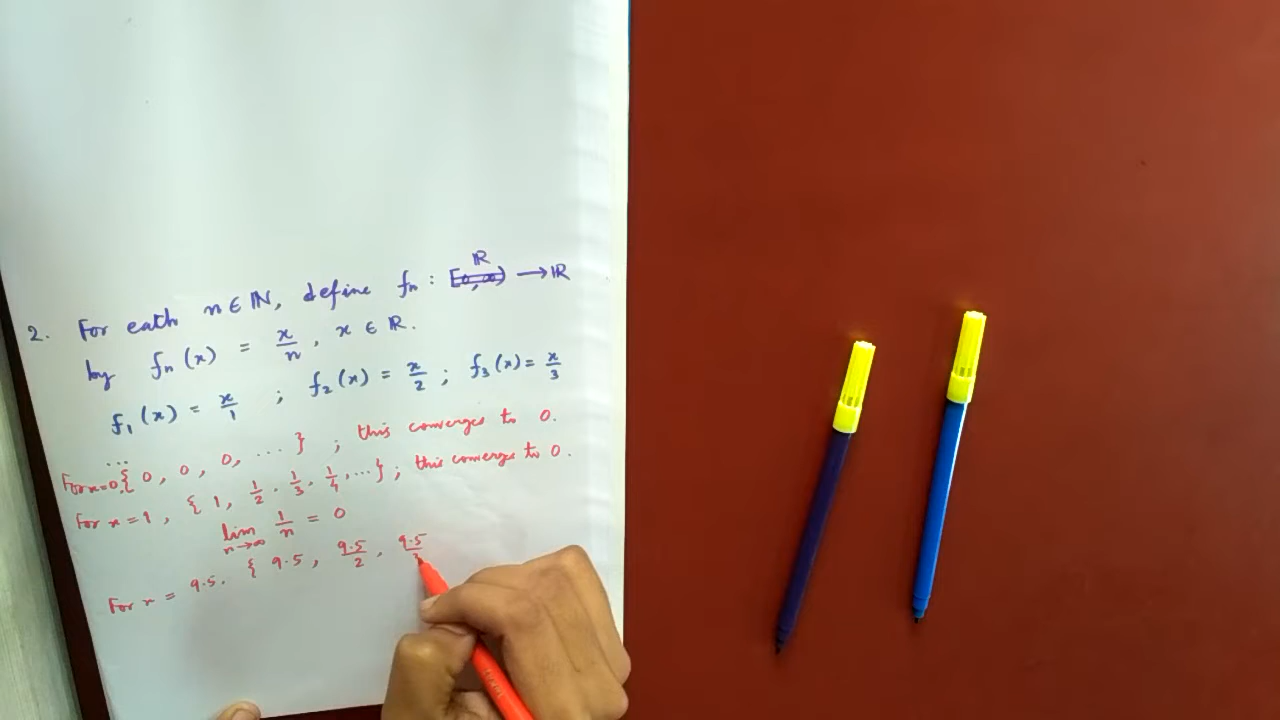 2. For each n ∈ ℕ, define fₙ : [0, ∞) ℝ → ℝ
by fₙ(x) = x/n, x ∈ ℝ.
f₁(x) = x/1 ; f₂(x) = x/2 ; f₃(x) = x/3
...
For x=0, { 0, 0, 0, ... } ; this converges to 0.
For x = 1, { 1, 1/2, 1/3, 1/4, ... } ; this converges to 0.
lim n→∞ 1/n = 0
For x = 9.5, { 9.5, 9.5/2, 9.5/